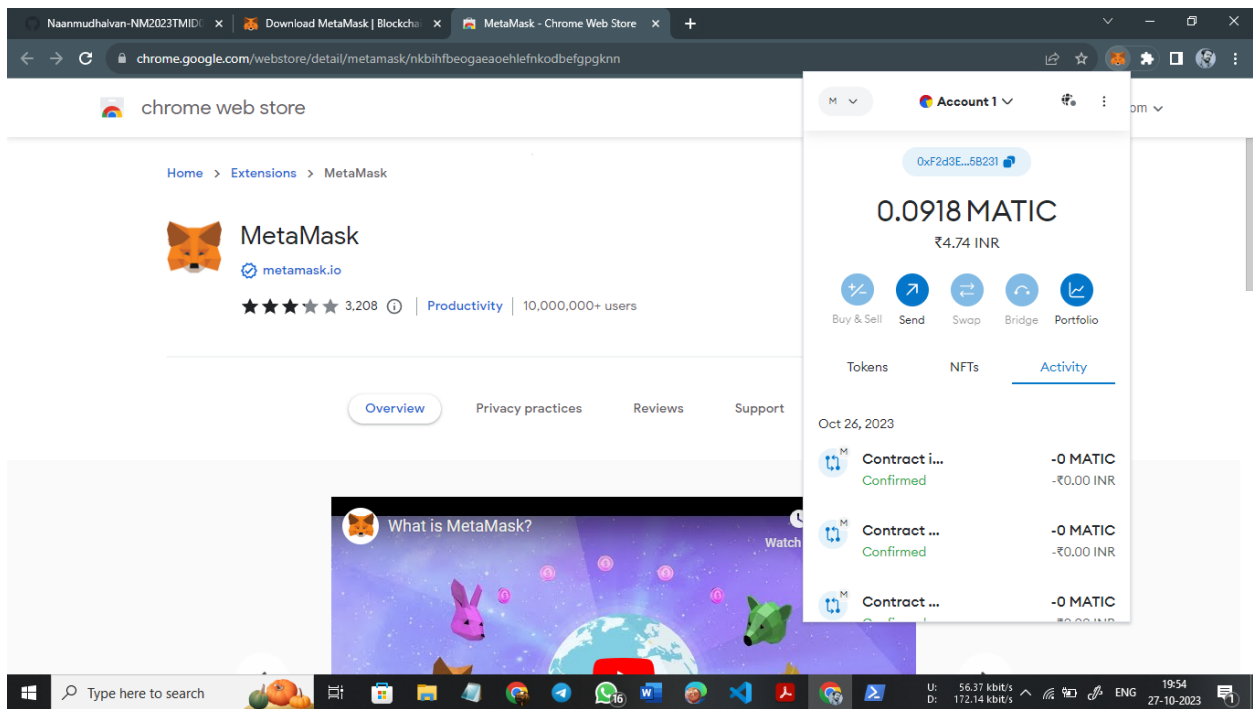 Naanmudhalvan-NM2023TMID
Download MetaMask | Blockcha
MetaMask - Chrome Web Store
chrome.google.com/webstore/detail/metamask/nkbihfbeogaeaoehlefnkodbefgpgknn
chrome web store
om
Home > Extensions > MetaMask
MetaMask
metamask.io
3,208
Productivity
10,000,000+ users
Overview
Privacy practices
Reviews
Support
What is MetaMask?
Watch
M
Account 1
0xF2d3E...5B231
0.0918 MATIC
₹4.74 INR
Buy & Sell
Send
Swap
Bridge
Portfolio
Tokens
NFTs
Activity
Oct 26, 2023
M
Contract i...
-0 MATIC
Confirmed
-₹0.00 INR
M
Contract ...
-0 MATIC
Confirmed
-₹0.00 INR
M
Contract ...
-0 MATIC
Type here to search
16
U: 56.37 kbit/s
D: 172.14 kbit/s
ENG
19:54
27-10-2023
1